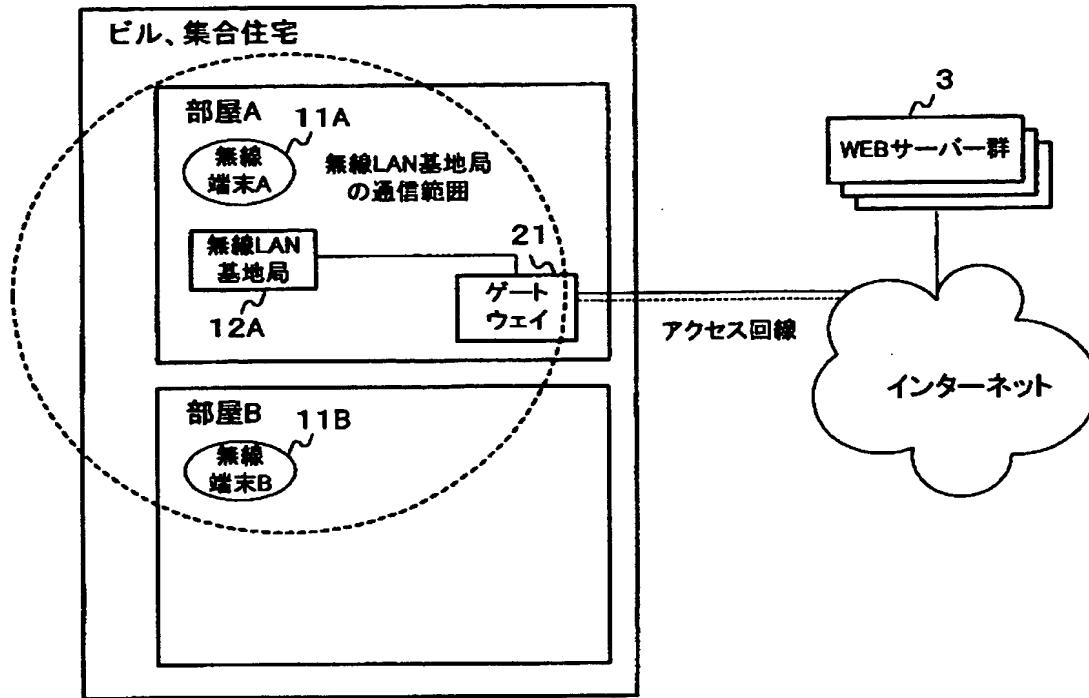 ビル、集合住宅
部屋A
11A
無線
端末A
無線LAN基地局
の通信範囲
無線LAN
基地局
12A
21
ゲート
ウェイ
アクセス回線
3
WEBサーバー群
インターネット
部屋B
11B
無線
端末B